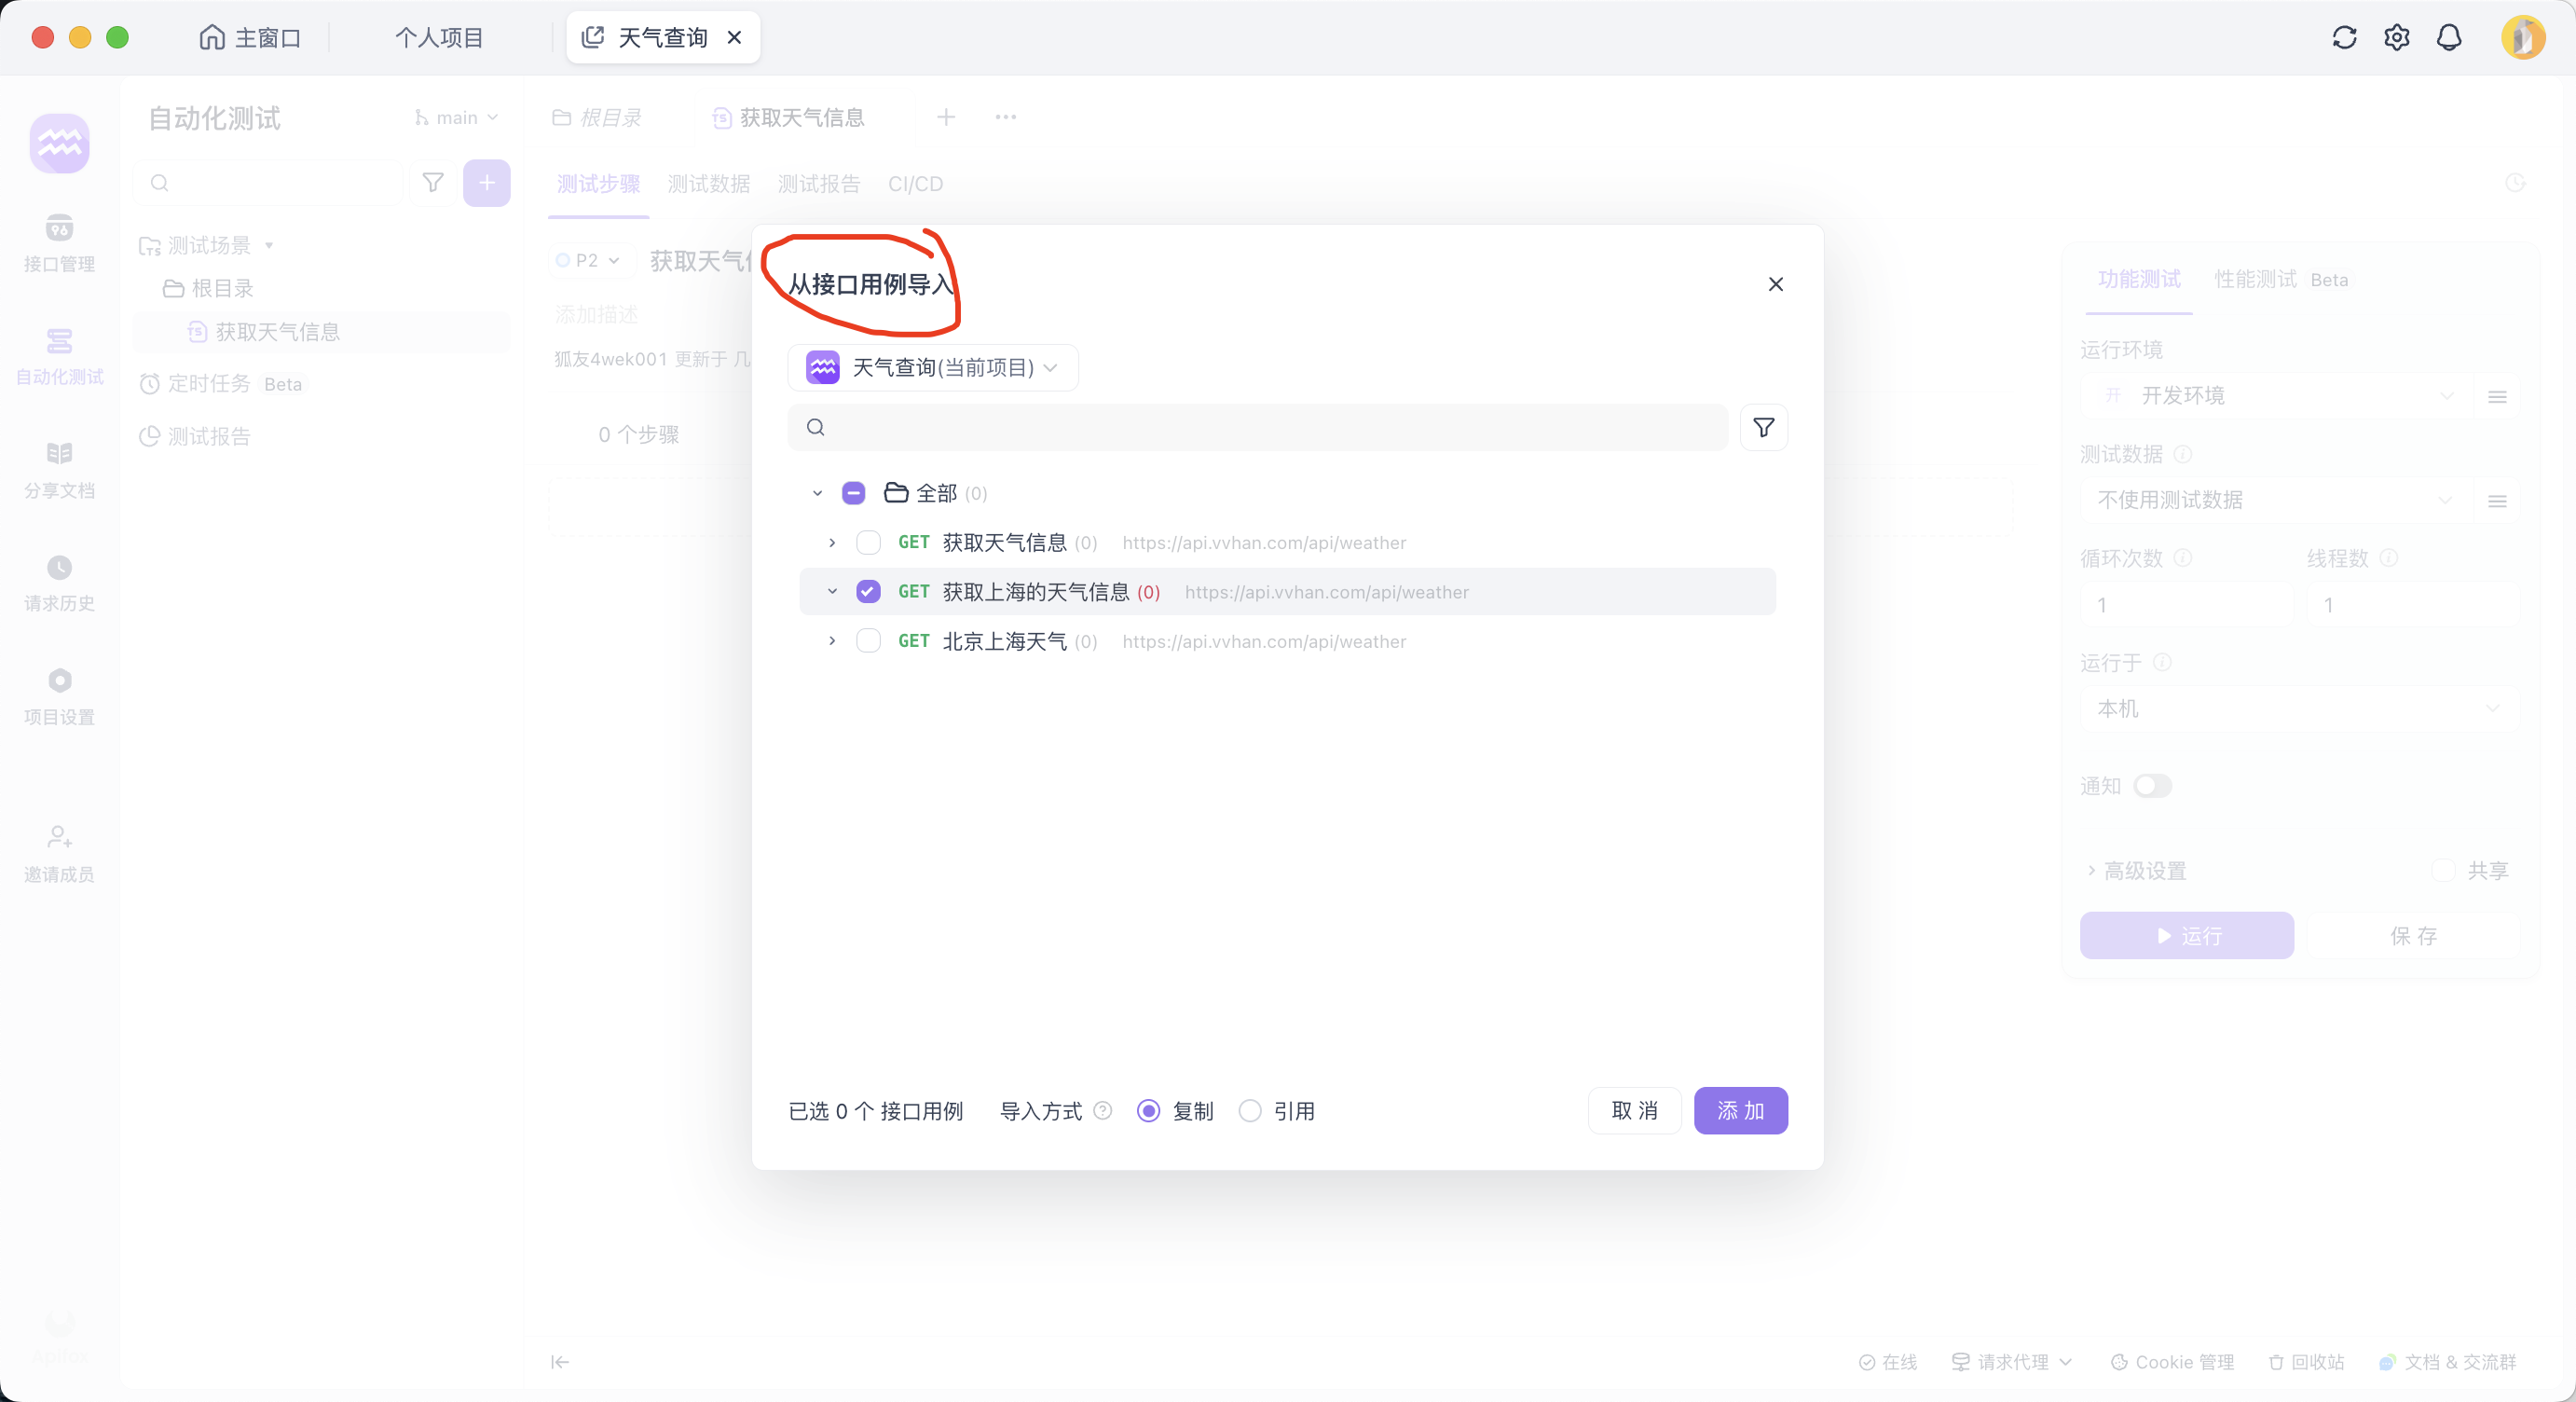 主窗口
个人项目
天气查询
自动化测试
main
接口管理
自动化测试
分享文档
请求历史
项目设置
邀请成员
测试场景
根目录
TS 获取天气信息
定时任务 Beta
测试报告
根目录
TS 获取天气信息
测试步骤 测试数据 测试报告 CI/CD
P2 获取天气
添加描述
狐友4wek001 更新于 几
0 个步骤
从接口用例导入
天气查询(当前项目)
全部 (0)
GET 获取天气信息 (0) https://api.vvhan.com/api/weather
GET 获取上海的天气信息 (0) https://api.vvhan.com/api/weather
GET 北京上海天气 (0) https://api.vvhan.com/api/weather
已选 0 个 接口用例 导入方式 复制 引用
取 消 添 加
功能测试 性能测试 Beta
运行环境
开 开发环境
测试数据
不使用测试数据
循环次数 线程数
1 1
运行于
本机
通知
高级设置 共享
运行 保 存
在线 请求代理 Cookie 管理 回收站 文档 & 交流群